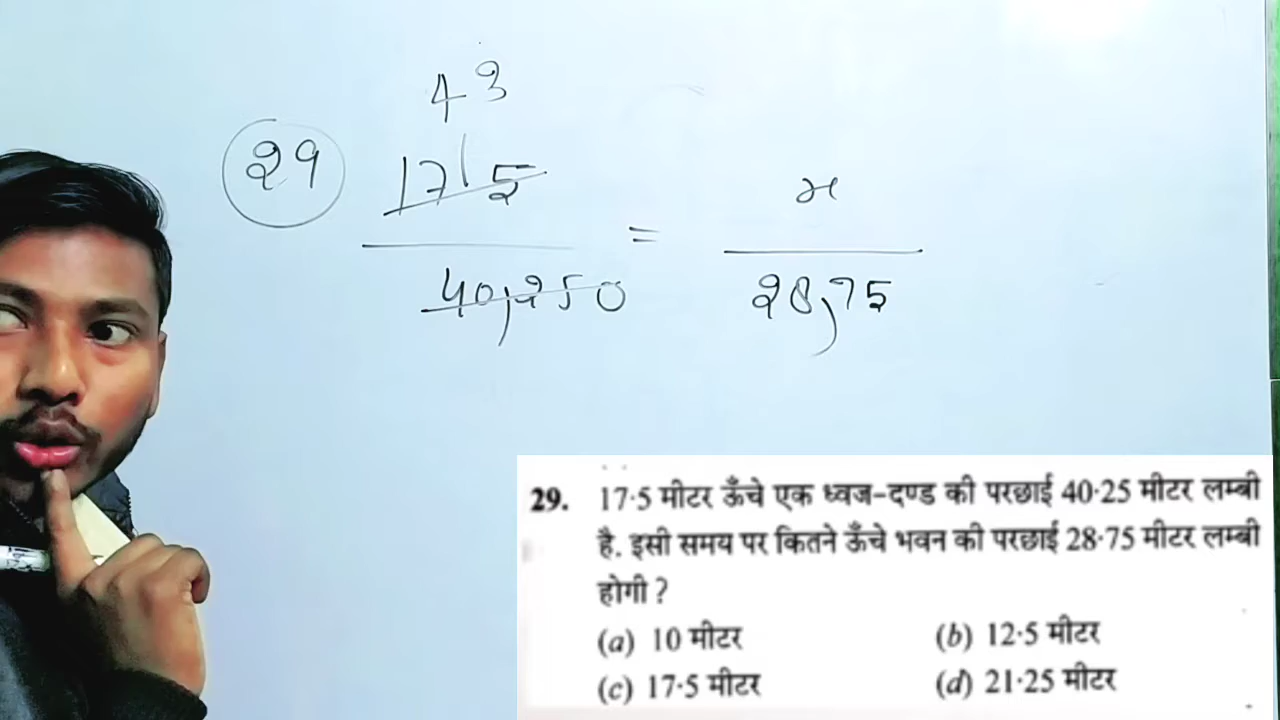 43
29 17.5
= x
40,250 28,75
29. 17·5 मीटर ऊँचे एक ध्वज-दण्ड की परछाई 40·25 मीटर लम्बी
है. इसी समय पर कितने ऊँचे भवन की परछाई 28·75 मीटर लम्बी
होगी ?
(a) 10 मीटर (b) 12·5 मीटर
(c) 17·5 मीटर (d) 21·25 मीटर